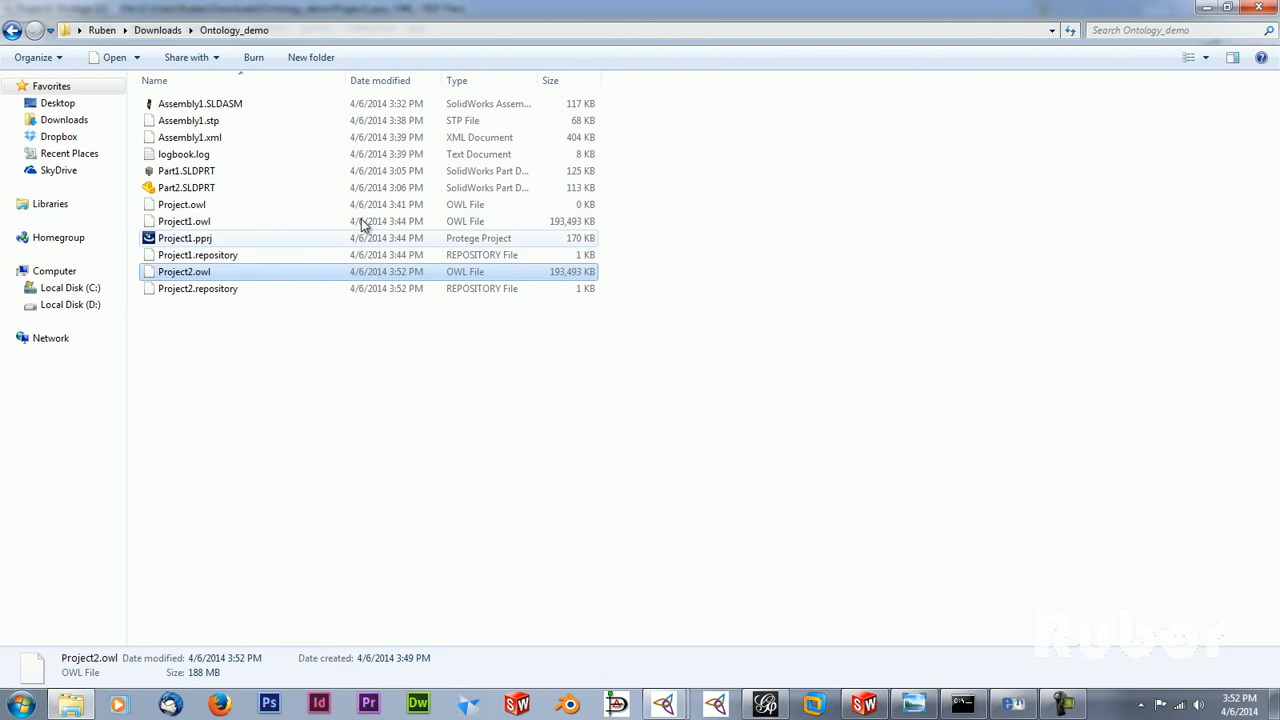 Ruben Downloads Ontology_demo Search Ontology_demo
Organize Open Share with Burn New folder
Name Date modified Type Size
Favorites
Desktop
Downloads
Dropbox
Recent Places
SkyDrive
Libraries
Homegroup
Computer
Local Disk (C:)
Local Disk (D:)
Network
Assembly1.SLDASM 4/6/2014 3:32 PM SolidWorks Assem... 117 KB
Assembly1.stp 4/6/2014 3:38 PM STP File 68 KB
Assembly1.xml 4/6/2014 3:39 PM XML Document 404 KB
logbook.log 4/6/2014 3:39 PM Text Document 8 KB
Part1.SLDPRT 4/6/2014 3:05 PM SolidWorks Part D... 125 KB
Part2.SLDPRT 4/6/2014 3:06 PM SolidWorks Part D... 113 KB
Project.owl 4/6/2014 3:41 PM OWL File 0 KB
Project1.owl 4/6/2014 3:44 PM OWL File 193,493 KB
Project1.pprj 4/6/2014 3:44 PM Protege Project 170 KB
Project1.repository 4/6/2014 3:44 PM REPOSITORY File 1 KB
Project2.owl 4/6/2014 3:52 PM OWL File 193,493 KB
Project2.repository 4/6/2014 3:52 PM REPOSITORY File 1 KB
Project2.owl Date modified: 4/6/2014 3:52 PM Date created: 4/6/2014 3:49 PM
OWL File Size: 188 MB
Ps Id Pr Dw SW SW
3:52 PM
4/6/2014